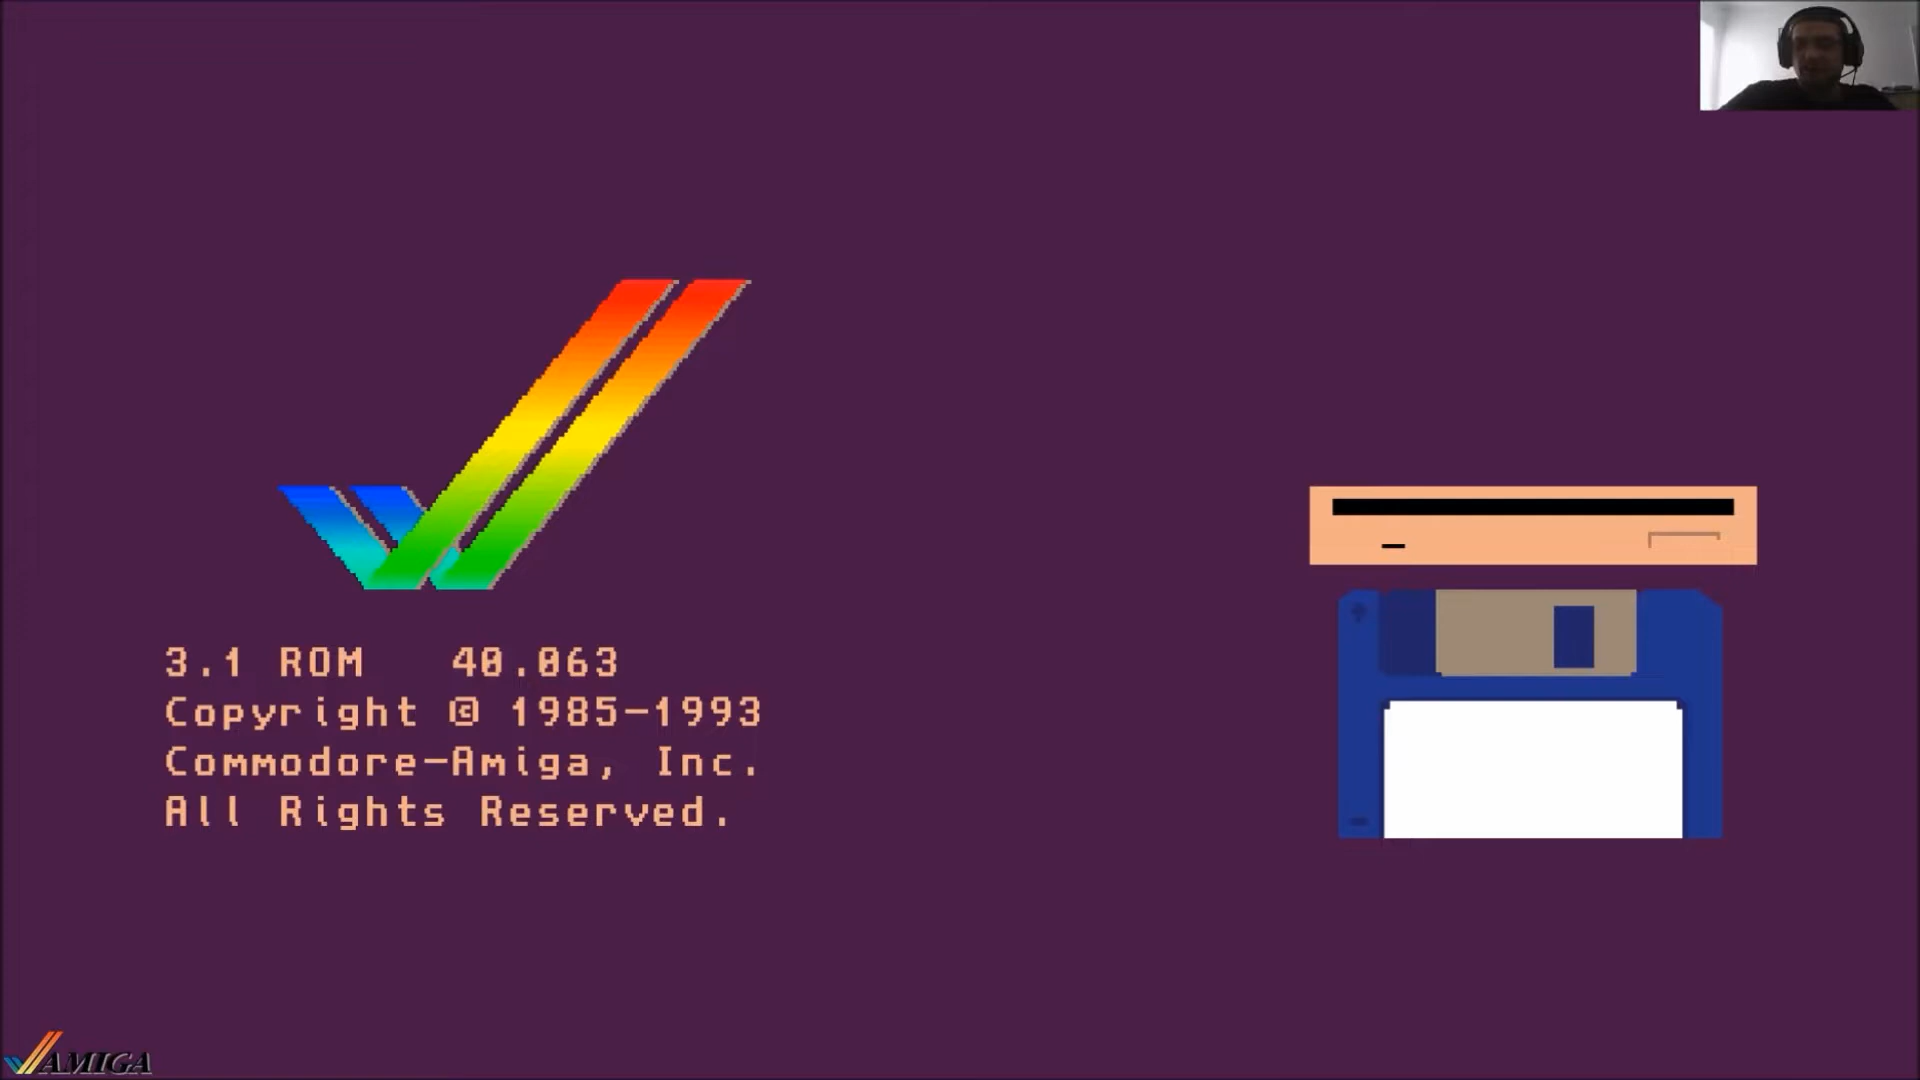 3.1 ROM 40.063
Copyright © 1985-1993
Commodore-Amiga, Inc.
All Rights Reserved.
AMIGA